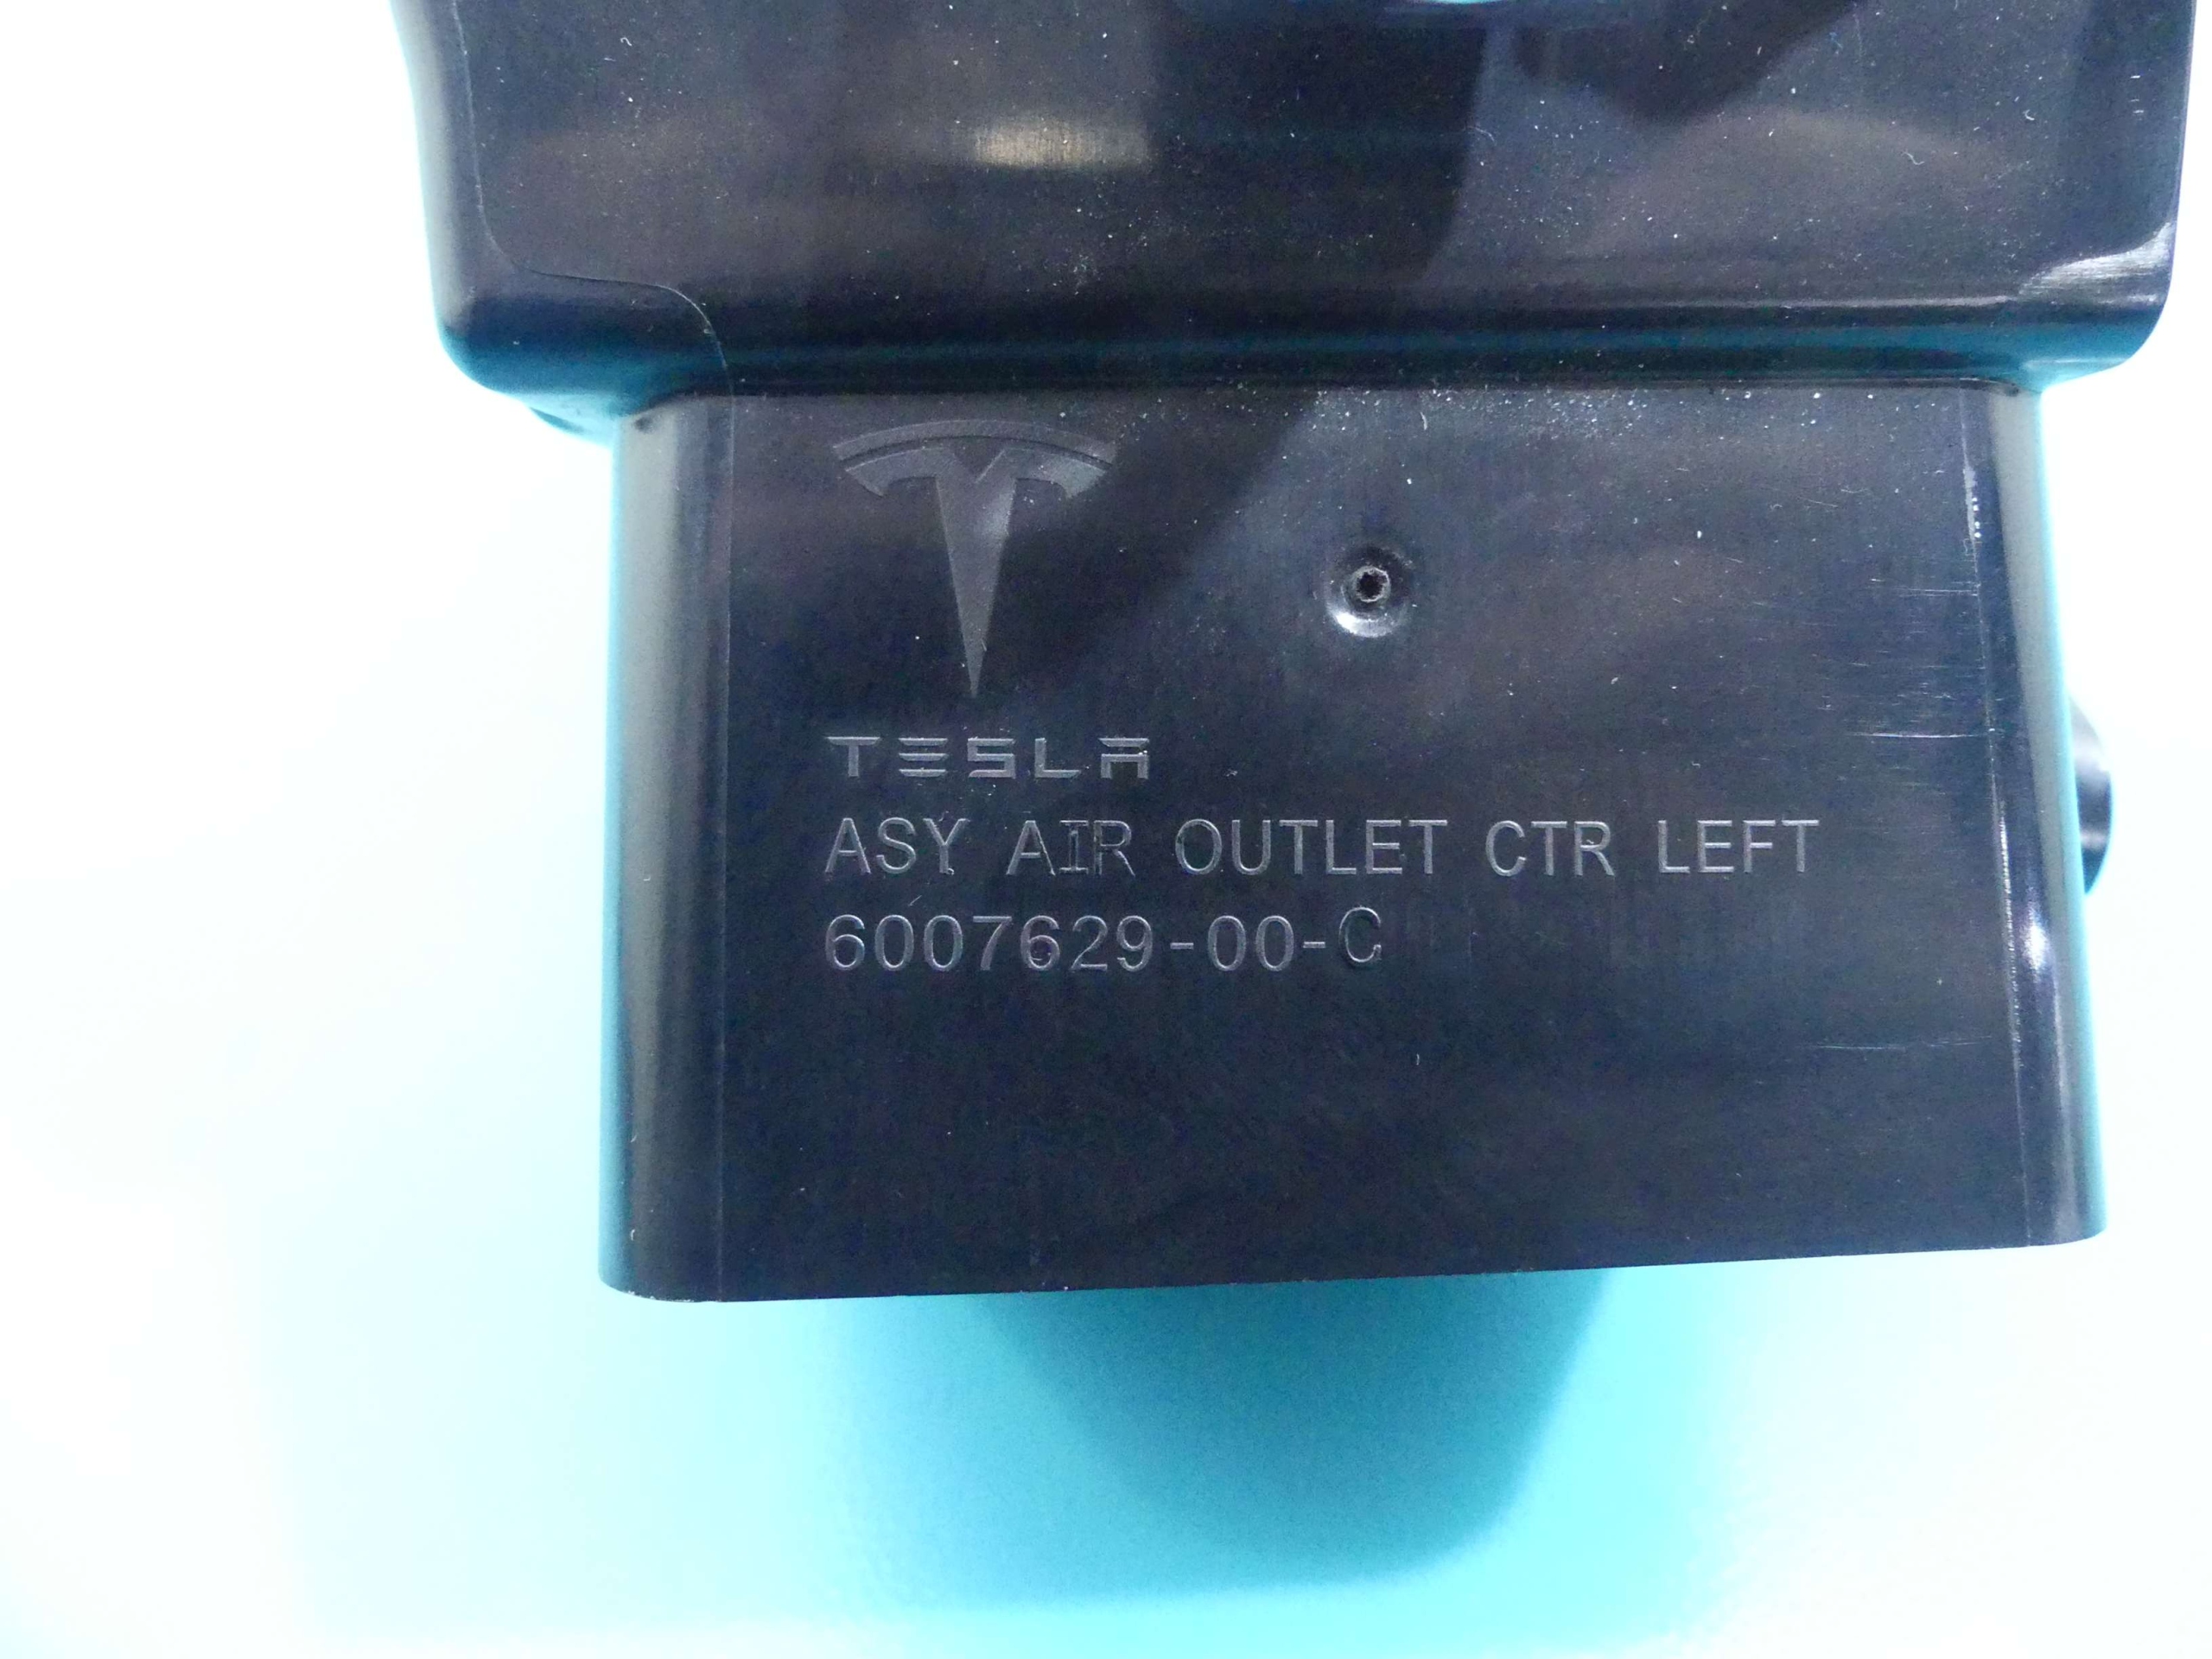 TESLA
ASY AIR OUTLET CTR LEFT
6007629-00-C